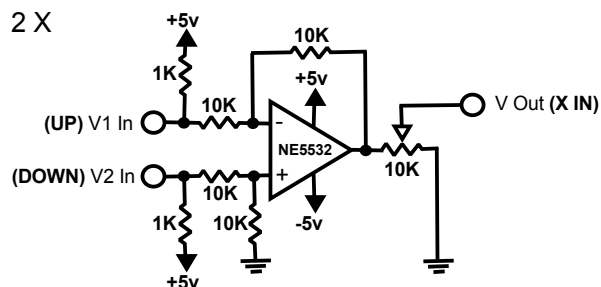 2 X
+5v
10K
1K
+5v
10K
(UP) V1 In
V Out (X IN)
-
NE5532
(DOWN) V2 In
+
10K
10K
1K
10K
-5v
+5v